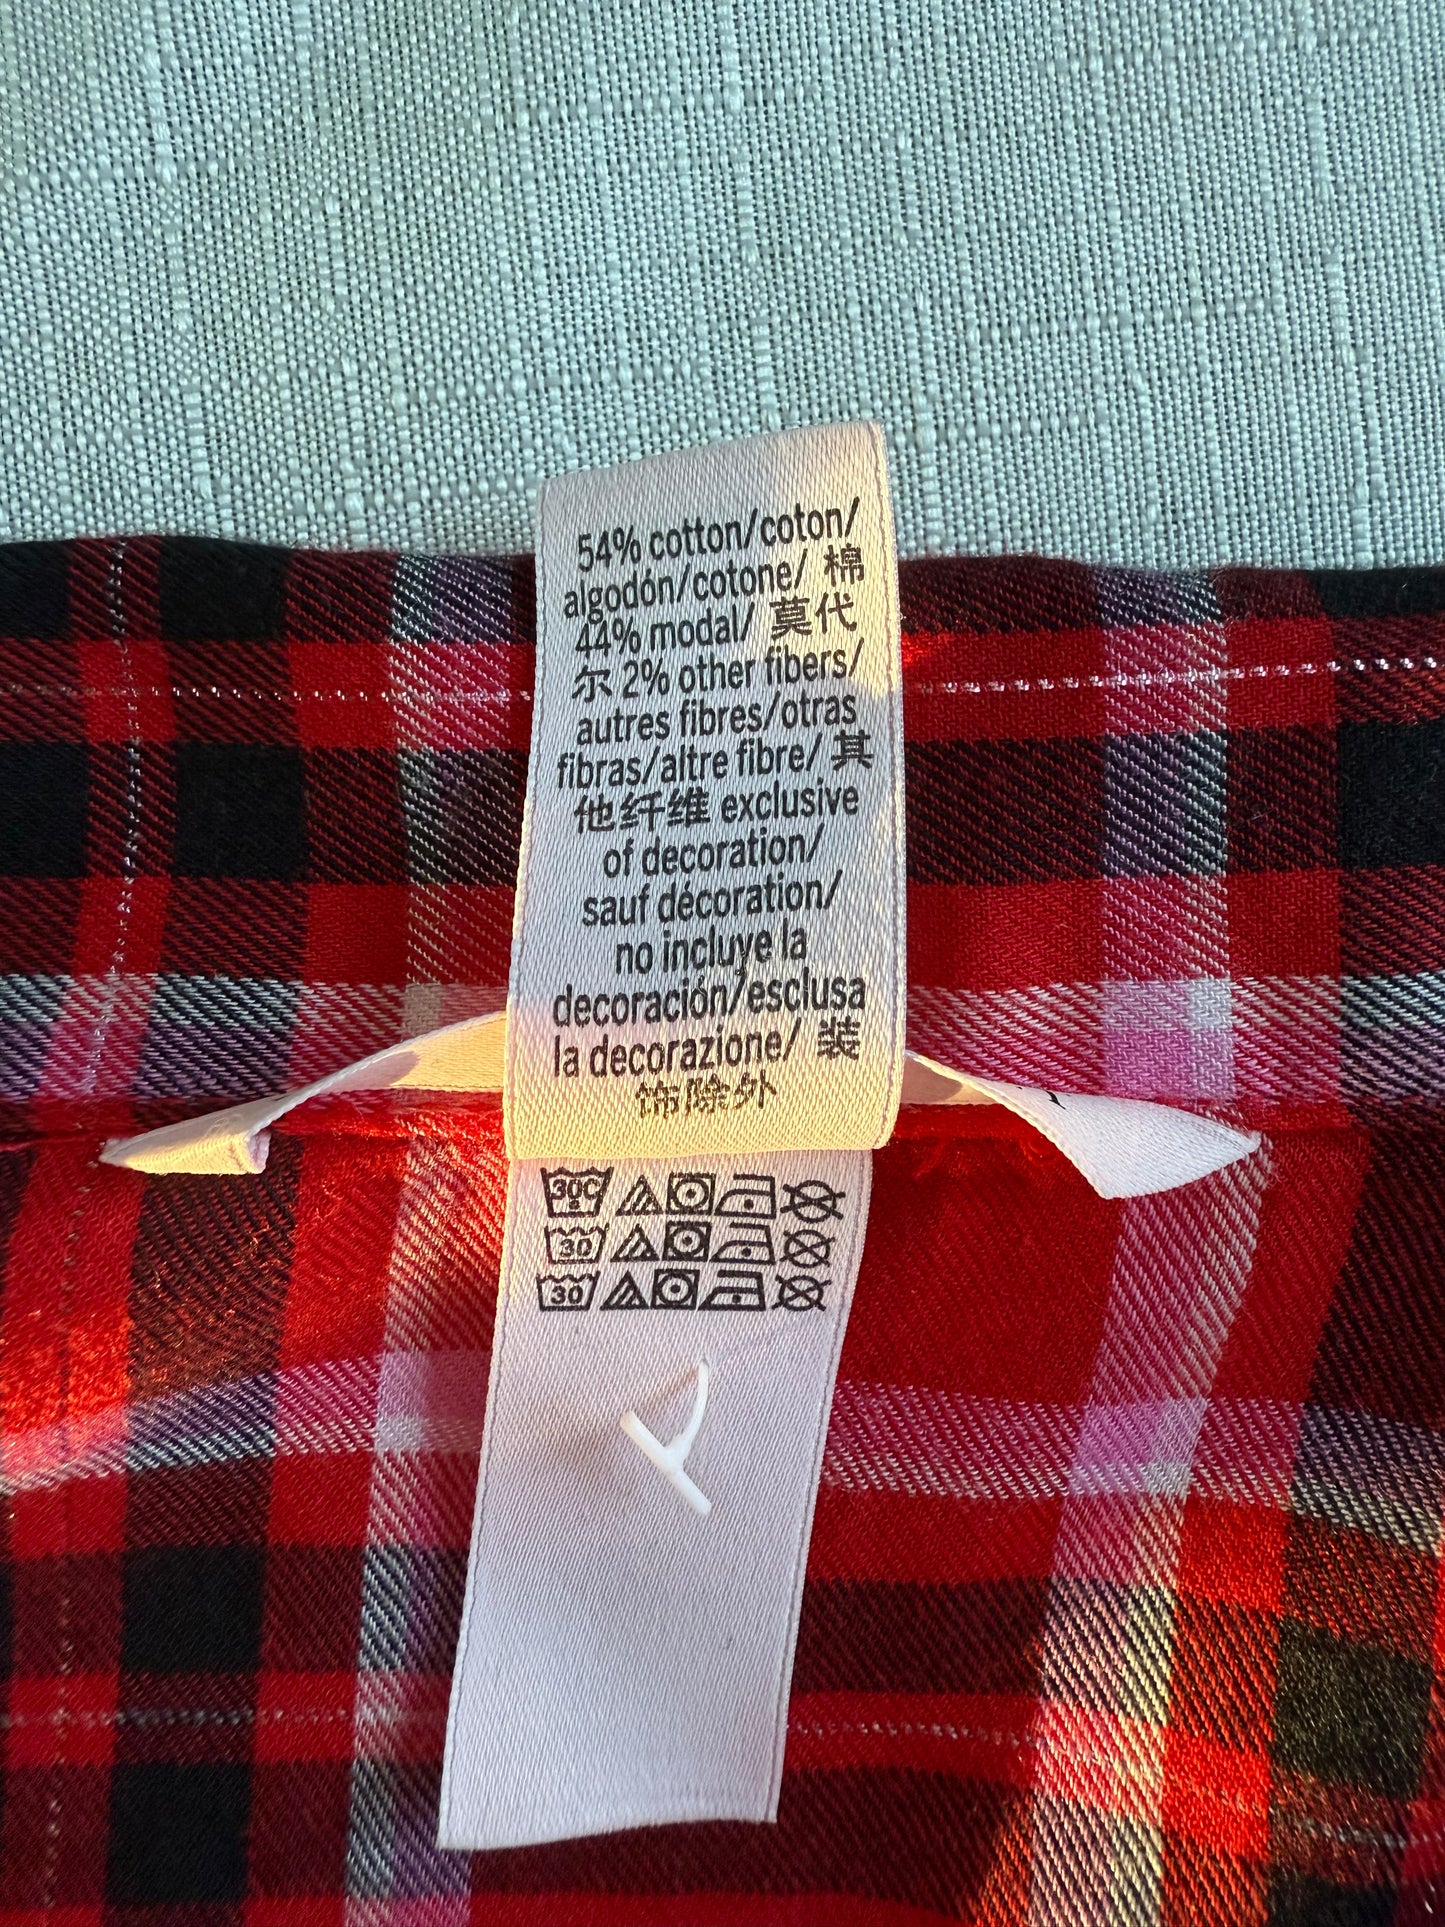 54% cotton/coton/
algodón/cotone/ 棉
44% modal/ 莫代
尔 2% other fibers/
autres fibres/otras
fibras/altre fibre/ 其
他纤维 exclusive
of decoration/
sauf décoration/
no incluye la
decoración/esclusa
la decorazione/ 装
饰除外
30C
30
30